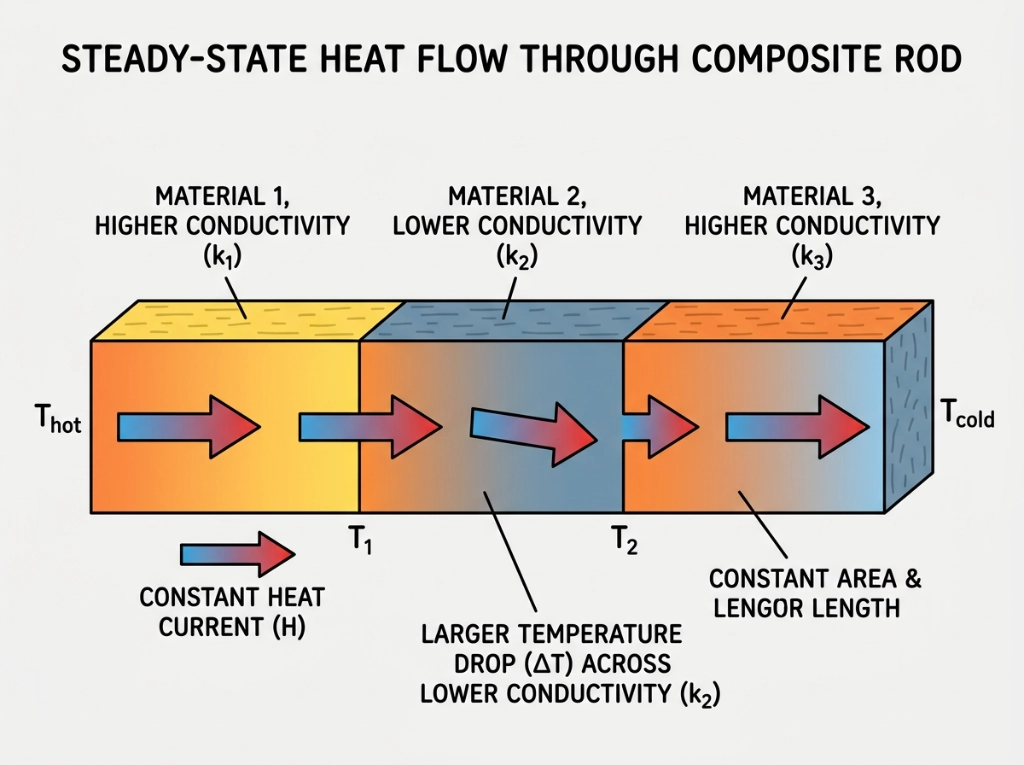 STEADY-STATE HEAT FLOW THROUGH COMPOSITE ROD
MATERIAL 1,
HIGHER CONDUCTIVITY
(k₁)
MATERIAL 2,
LOWER CONDUCTIVITY
(k₂)
MATERIAL 3,
HIGHER CONDUCTIVITY
(k₃)
T_hot
T_cold
T₁
T₂
CONSTANT HEAT
CURRENT (H)
LARGER TEMPERATURE
DROP (ΔT) ACROSS
LOWER CONDUCTIVITY (k₂)
CONSTANT AREA &
LENGOR LENGTH